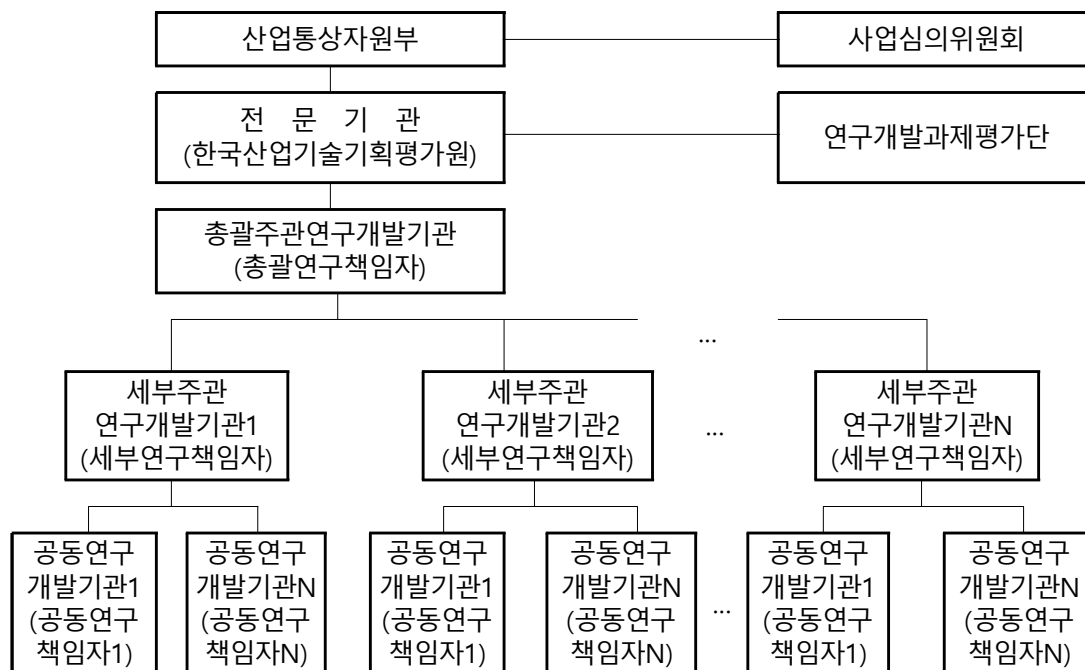 산업통상자원부
사업심의위원회
전 문 기 관
(한국산업기술기획평가원)
연구개발과제평가단
총괄주관연구개발기관
(총괄연구책임자)
...
세부주관
연구개발기관1
(세부연구책임자)
세부주관
연구개발기관2
(세부연구책임자)
...
세부주관
연구개발기관N
(세부연구책임자)
공동연구
개발기관1
(공동연구
책임자1)
공동연구
개발기관N
(공동연구
책임자N)
공동연구
개발기관1
(공동연구
책임자1)
공동연구
개발기관N
(공동연구
책임자N)
...
공동연구
개발기관1
(공동연구
책임자1)
공동연구
개발기관N
(공동연구
책임자N)